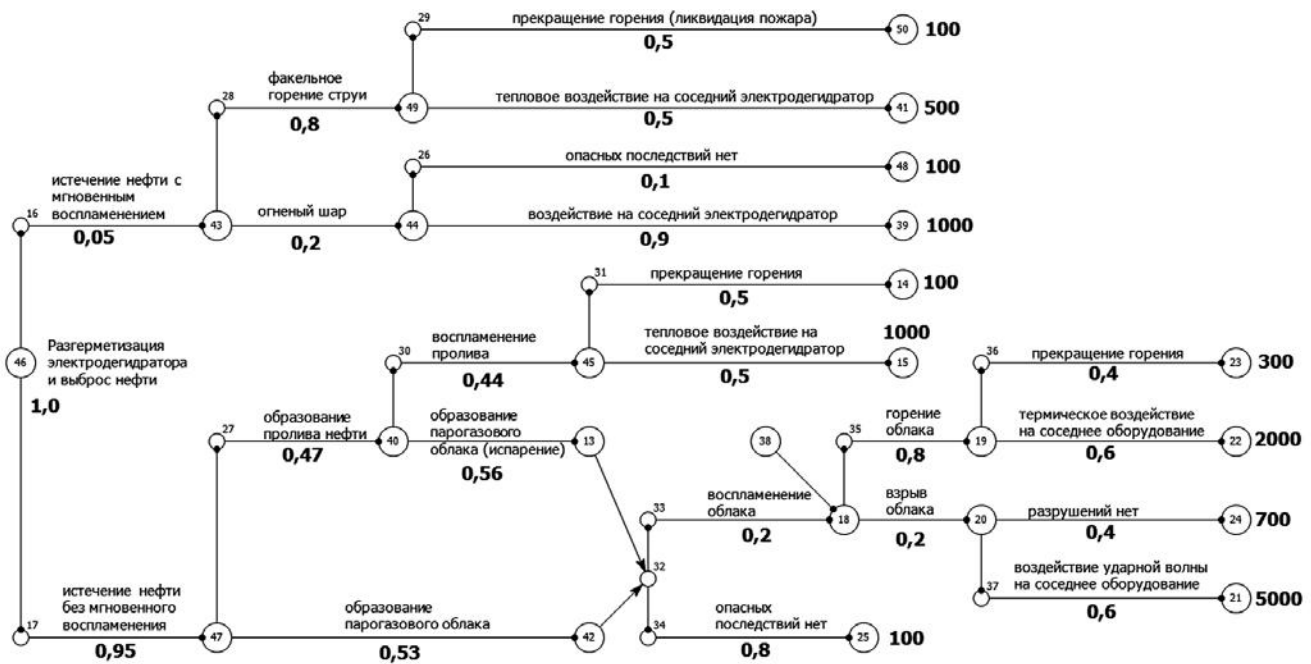 29
прекращение горения (ликвидация пожара)
0,5
50
100
28
факельное
горение струи
0,8
49
тепловое воздействие на соседний электродегидратор
0,5
41
500
26
опасных последствий нет
0,1
48
100
16
истечение нефти с
мгновенным
воспламенением
0,05
43
огненый шар
0,2
44
воздействие на соседний электродегидратор
0,9
39
1000
31
прекращение горения
0,5
14
100
46
Разгерметизация
электродегидратора
и выброс нефти
1,0
30
воспламенение
пролива
0,44
45
тепловое воздействие на
соседний электродегидратор
0,5
1000
15
36
прекращение горения
0,4
23
300
27
образование
пролива нефти
0,47
40
образование
парогазового
облака (испарение)
0,56
13
38
35
горение
облака
0,8
19
термическое воздействие
на соседнее оборудование
0,6
22
2000
33
воспламенение
облака
0,2
18
взрыв
облака
0,2
20
разрушений нет
0,4
24
700
32
37
воздействие ударной волны
на соседнее оборудование
0,6
21
5000
17
истечение нефти
без мгновенного
воспламенения
0,95
47
образование
парогазового облака
0,53
42
34
опасных
последствий нет
0,8
25
100